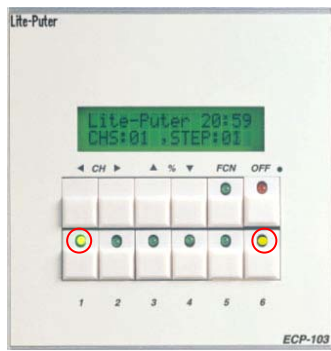 Lite-Puter
Lite-Puter 20:59
CHS:01 ,STEP:01
◄ CH ► ▲ % ▼ FCN OFF
1 2 3 4 5 6
ECP-103